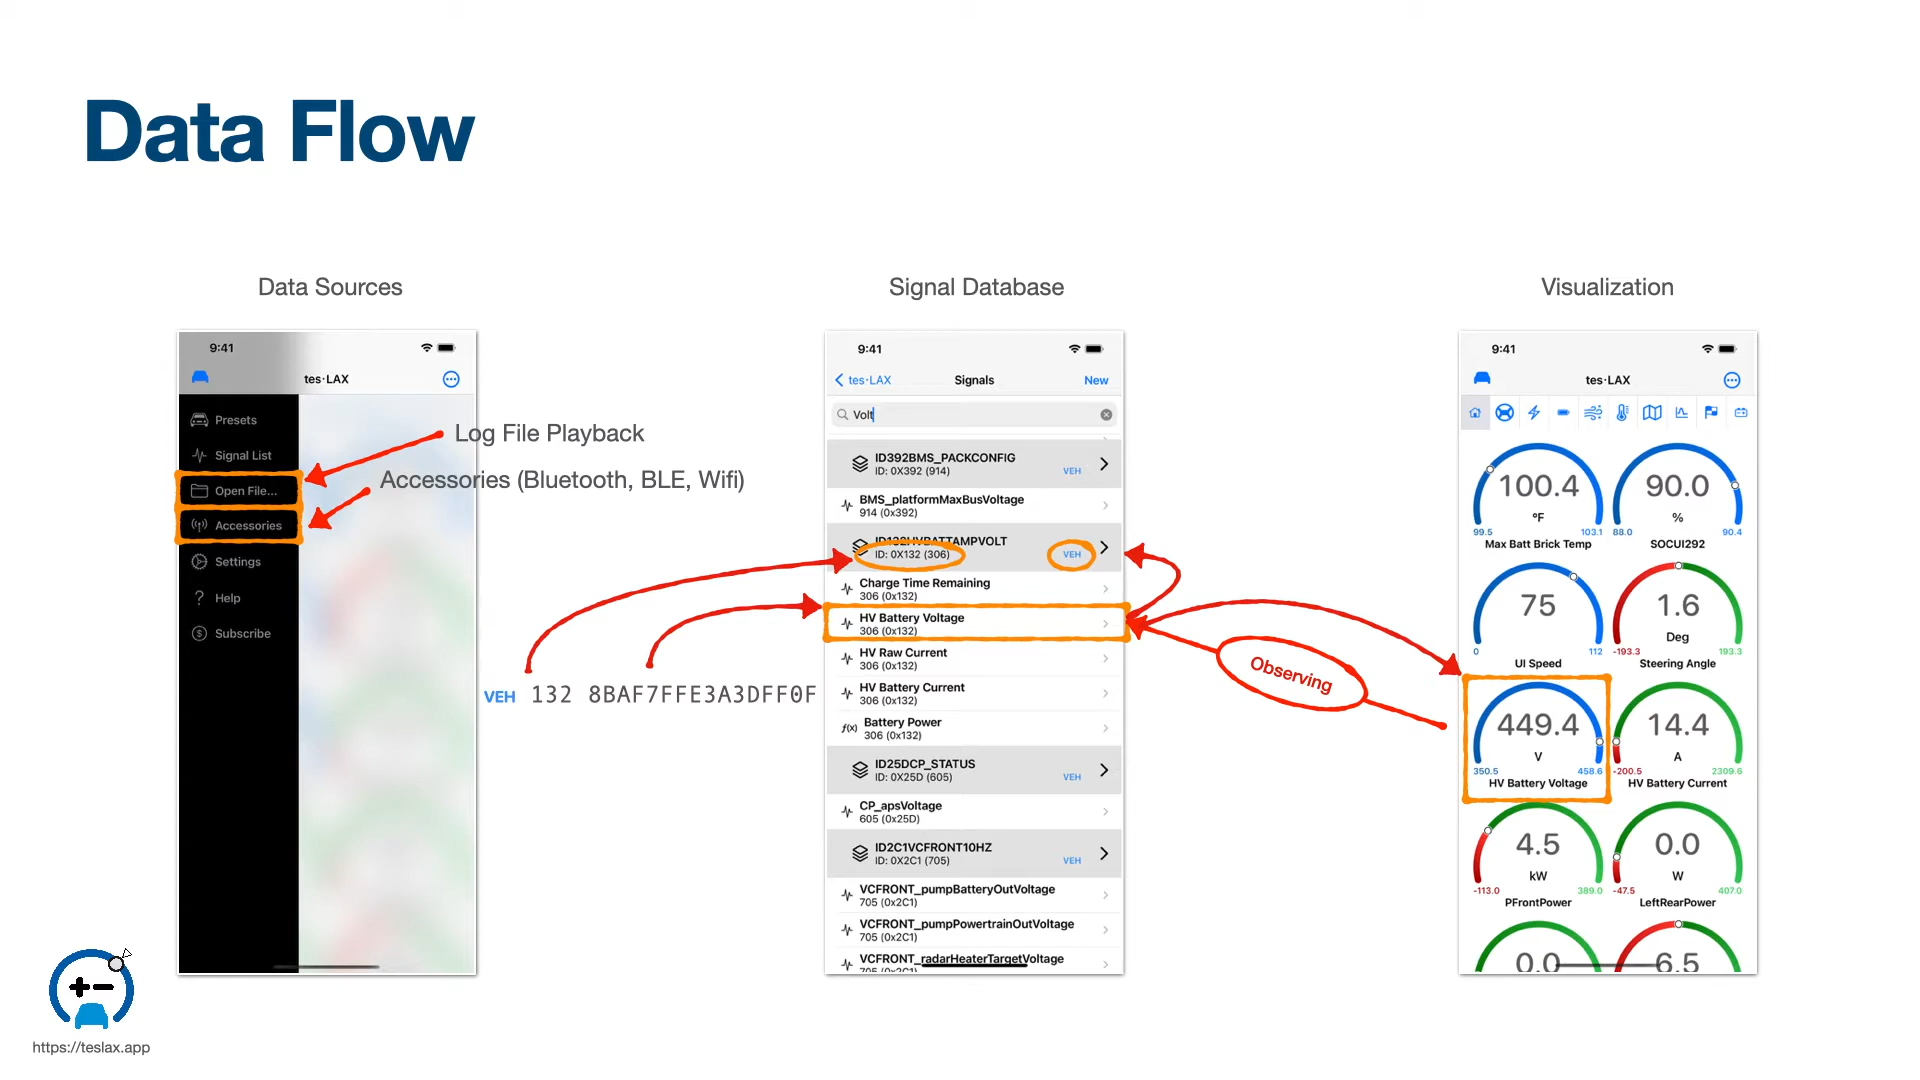 Data Flow
Data Sources
9:41
tes·LAX
Presets
Signal List
Open File...
Accessories
Settings
Help
Subscribe
Log File Playback
Accessories (Bluetooth, BLE, Wifi)
VEH 132 8BAF7FFE3A3DFF0F
Signal Database
9:41
tes·LAX Signals New
Volt
ID392BMS_PACKCONFIG
ID: 0X392 (914) VEH
BMS_platformMaxBusVoltage
914 (0x392)
ID132HVBATTAMPVOLT
ID: 0X132 (306) VEH
Charge Time Remaining
306 (0x132)
HV Battery Voltage
306 (0x132)
HV Raw Current
306 (0x132)
HV Battery Current
306 (0x132)
f(x) Battery Power
306 (0x132)
ID25DCP_STATUS
ID: 0X25D (605) VEH
CP_apsVoltage
605 (0x25D)
ID2C1VCFRONT10HZ
ID: 0X2C1 (705) VEH
VCFRONT_pumpBatteryOutVoltage
705 (0x2C1)
VCFRONT_pumpPowertrainOutVoltage
705 (0x2C1)
VCFRONT_radarHeaterTargetVoltage
705 (0x2C1)
Observing
Visualization
9:41
tes·LAX
100.4
°F
99.5 103.1
Max Batt Brick Temp
90.0
%
88.0 90.4
SOCUI292
75
0 112
UI Speed
1.6
Deg
-193.3 193.3
Steering Angle
449.4
V
350.5 458.6
HV Battery Voltage
14.4
A
-200.5 2309.6
HV Battery Current
4.5
kW
-113.0 389.0
PFrontPower
0.0
W
-47.5 407.0
LeftRearPower
0.0
6.5
https://teslax.app